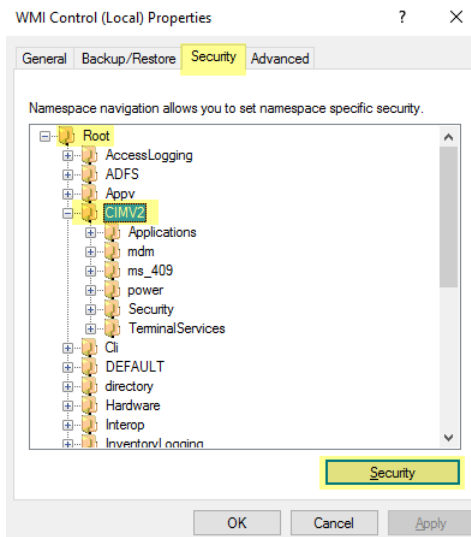 WMI Control (Local) Properties ? ×
General Backup/Restore Security Advanced
Namespace navigation allows you to set namespace specific security.
Root
AccessLogging
ADFS
Appv
CIMV2
Applications
mdm
ms_409
power
Security
TerminalServices
Cli
DEFAULT
directory
Hardware
Interop
InventoryLogging
Security
OK Cancel Apply